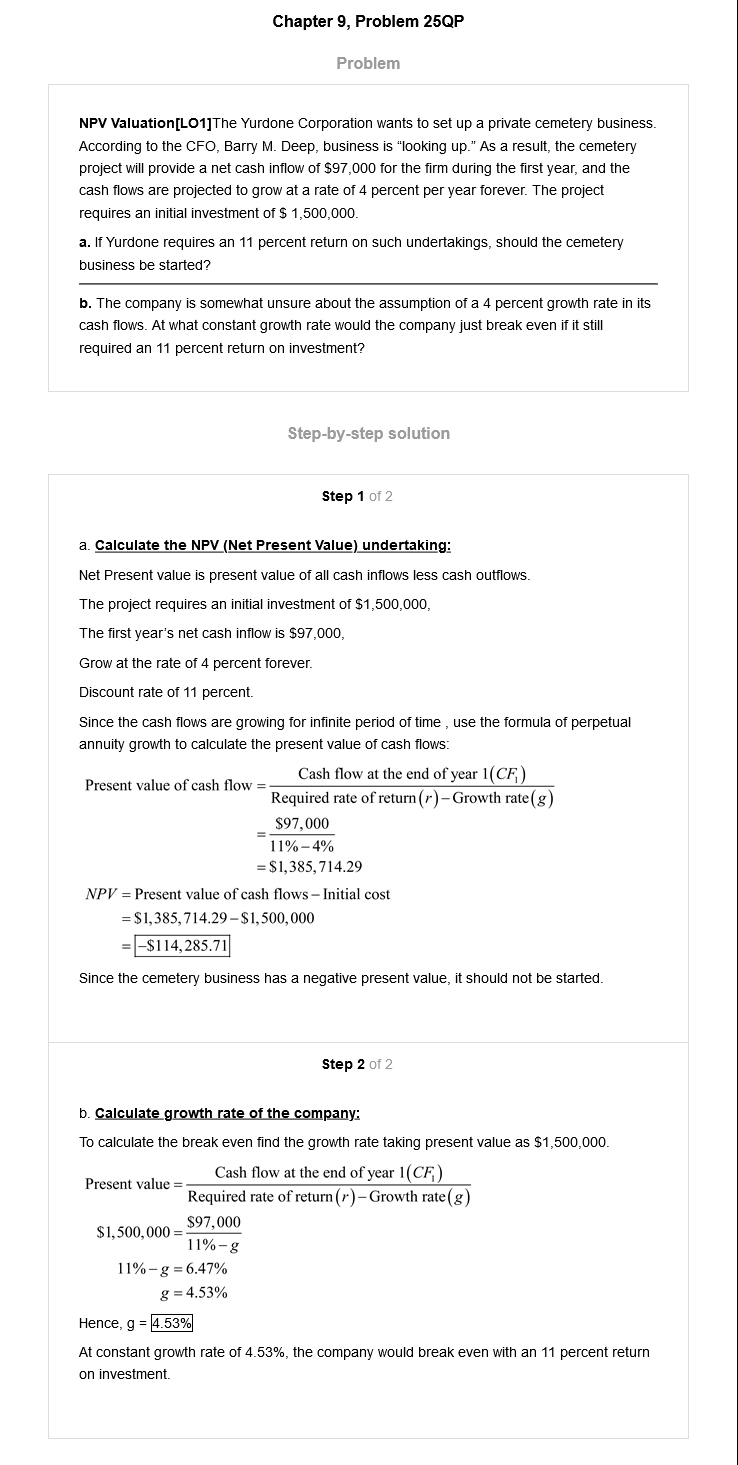 Chapter 9, Problem 25QP
Problem
NPV Valuation[LO1]The Yurdone Corporation wants to set up a private cemetery business.
According to the CFO, Barry M. Deep, business is “looking up.” As a result, the cemetery
project will provide a net cash inflow of $97,000 for the firm during the first year, and the
cash flows are projected to grow at a rate of 4 percent per year forever. The project
requires an initial investment of $ 1,500,000.
a. If Yurdone requires an 11 percent return on such undertakings, should the cemetery
business be started?
b. The company is somewhat unsure about the assumption of a 4 percent growth rate in its
cash flows. At what constant growth rate would the company just break even if it still
required an 11 percent return on investment?
Step-by-step solution
Step 1 of 2
a. Calculate the NPV (Net Present Value) undertaking:
Net Present value is present value of all cash inflows less cash outflows.
The project requires an initial investment of $1,500,000,
The first year’s net cash inflow is $97,000,
Grow at the rate of 4 percent forever.
Discount rate of 11 percent.
Since the cash flows are growing for infinite period of time , use the formula of perpetual
annuity growth to calculate the present value of cash flows:
Present value of cash flow = Cash flow at the end of year 1(CF₁) / Required rate of return(r)−Growth rate(g)
= $97,000 / 11%−4%
= $1,385,714.29
NPV = Present value of cash flows − Initial cost
= $1,385,714.29 − $1,500,000
= −$114,285.71
Since the cemetery business has a negative present value, it should not be started.
Step 2 of 2
b. Calculate growth rate of the company:
To calculate the break even find the growth rate taking present value as $1,500,000.
Present value = Cash flow at the end of year 1(CF₁) / Required rate of return(r)−Growth rate(g)
$1,500,000 = $97,000 / 11%−g
11%−g = 6.47%
g = 4.53%
Hence, g = 4.53%
At constant growth rate of 4.53%, the company would break even with an 11 percent return
on investment.